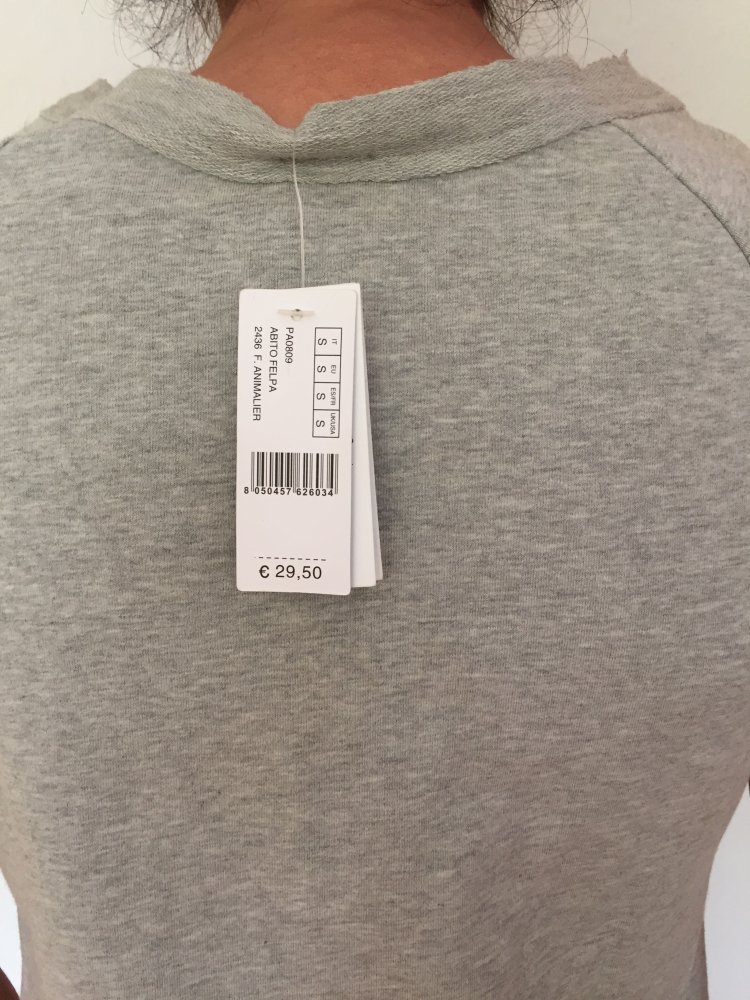 IT EU ES/FR UK/USA
S S S S
PA0809
ABITO FELPA
2436 F. ANIMALIER
8 050457 626034
€ 29,50